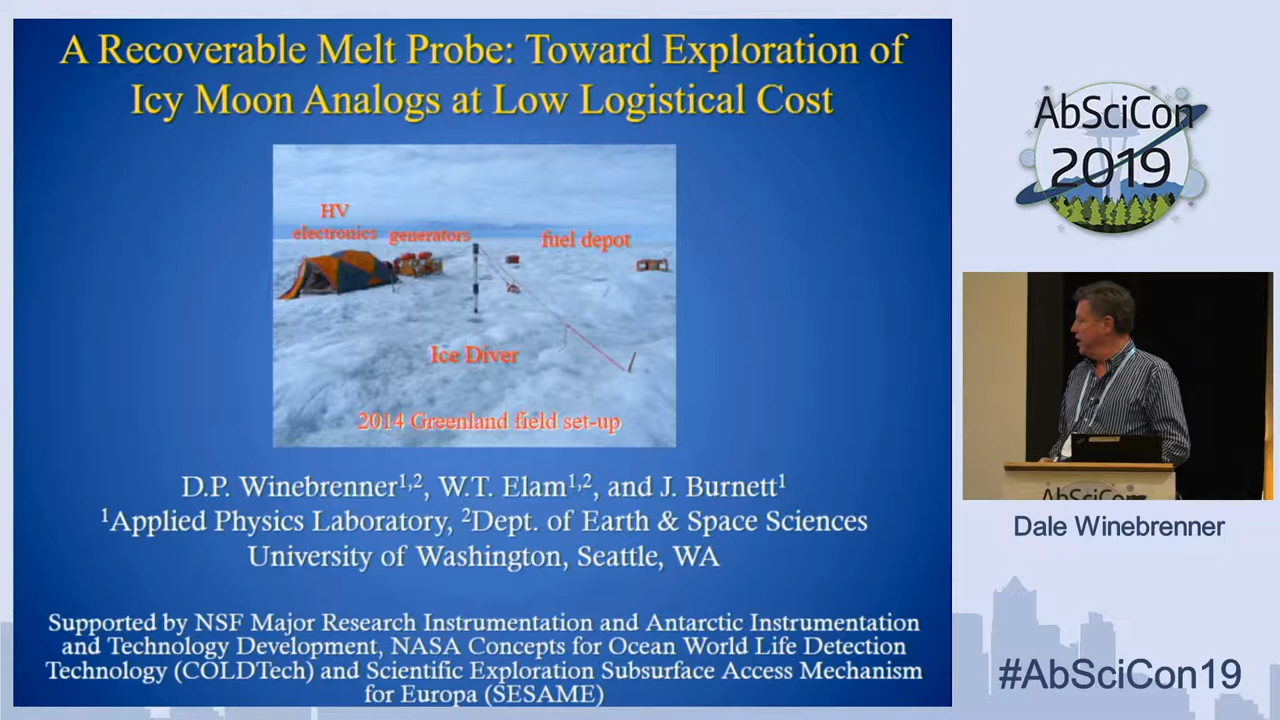 A Recoverable Melt Probe: Toward Exploration of
Icy Moon Analogs at Low Logistical Cost
HV
electronics
generators
fuel depot
Ice Diver
2014 Greenland field set-up
D.P. Winebrenner1,2, W.T. Elam1,2, and J. Burnett1
1Applied Physics Laboratory, 2Dept. of Earth & Space Sciences
University of Washington, Seattle, WA
Supported by NSF Major Research Instrumentation and Antarctic Instrumentation
and Technology Development, NASA Concepts for Ocean World Life Detection
Technology (COLDTech) and Scientific Exploration Subsurface Access Mechanism
for Europa (SESAME)
AbSciCon
2019
AbSciCon
Dale Winebrenner
#AbSciCon19